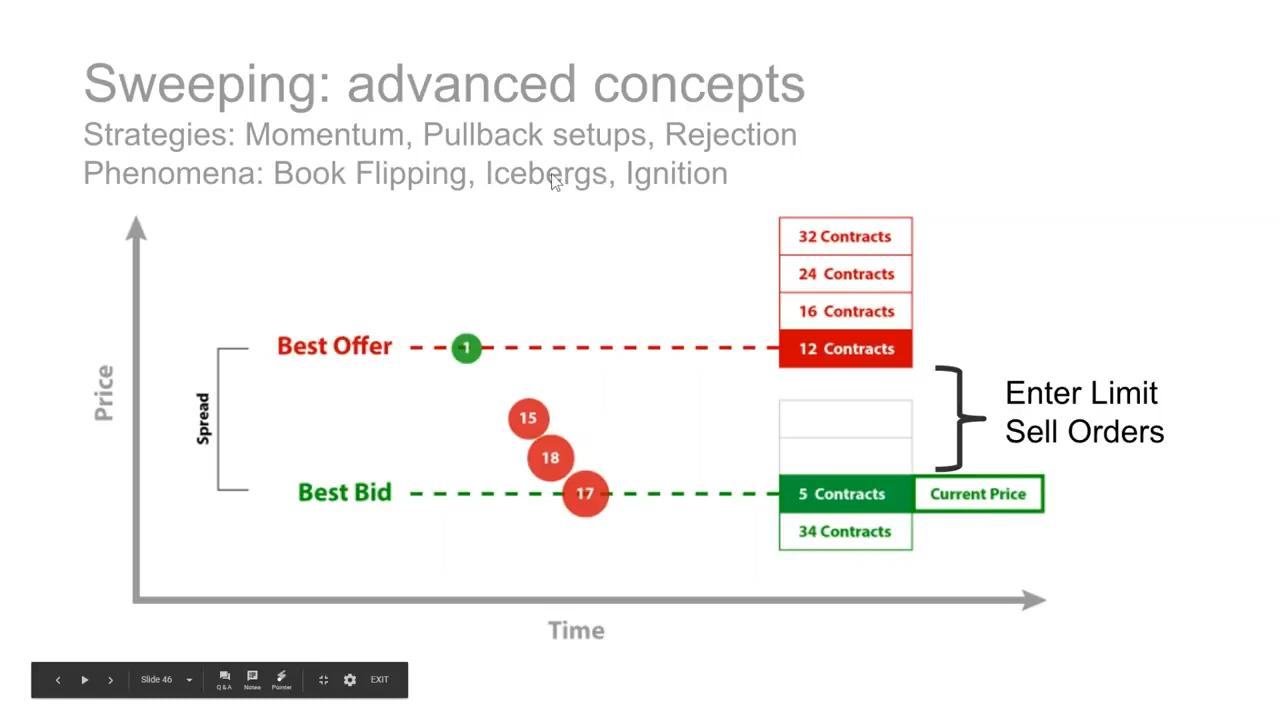 Sweeping: advanced concepts
Strategies: Momentum, Pullback setups, Rejection
Phenomena: Book Flipping, Icebergs, Ignition
32 Contracts
24 Contracts
16 Contracts
Best Offer
1
12 Contracts
Price
Spread
15
18
Enter Limit
Sell Orders
Best Bid
17
5 Contracts
Current Price
34 Contracts
Time
Slide 46
Q & A
Notes
Pointer
EXIT